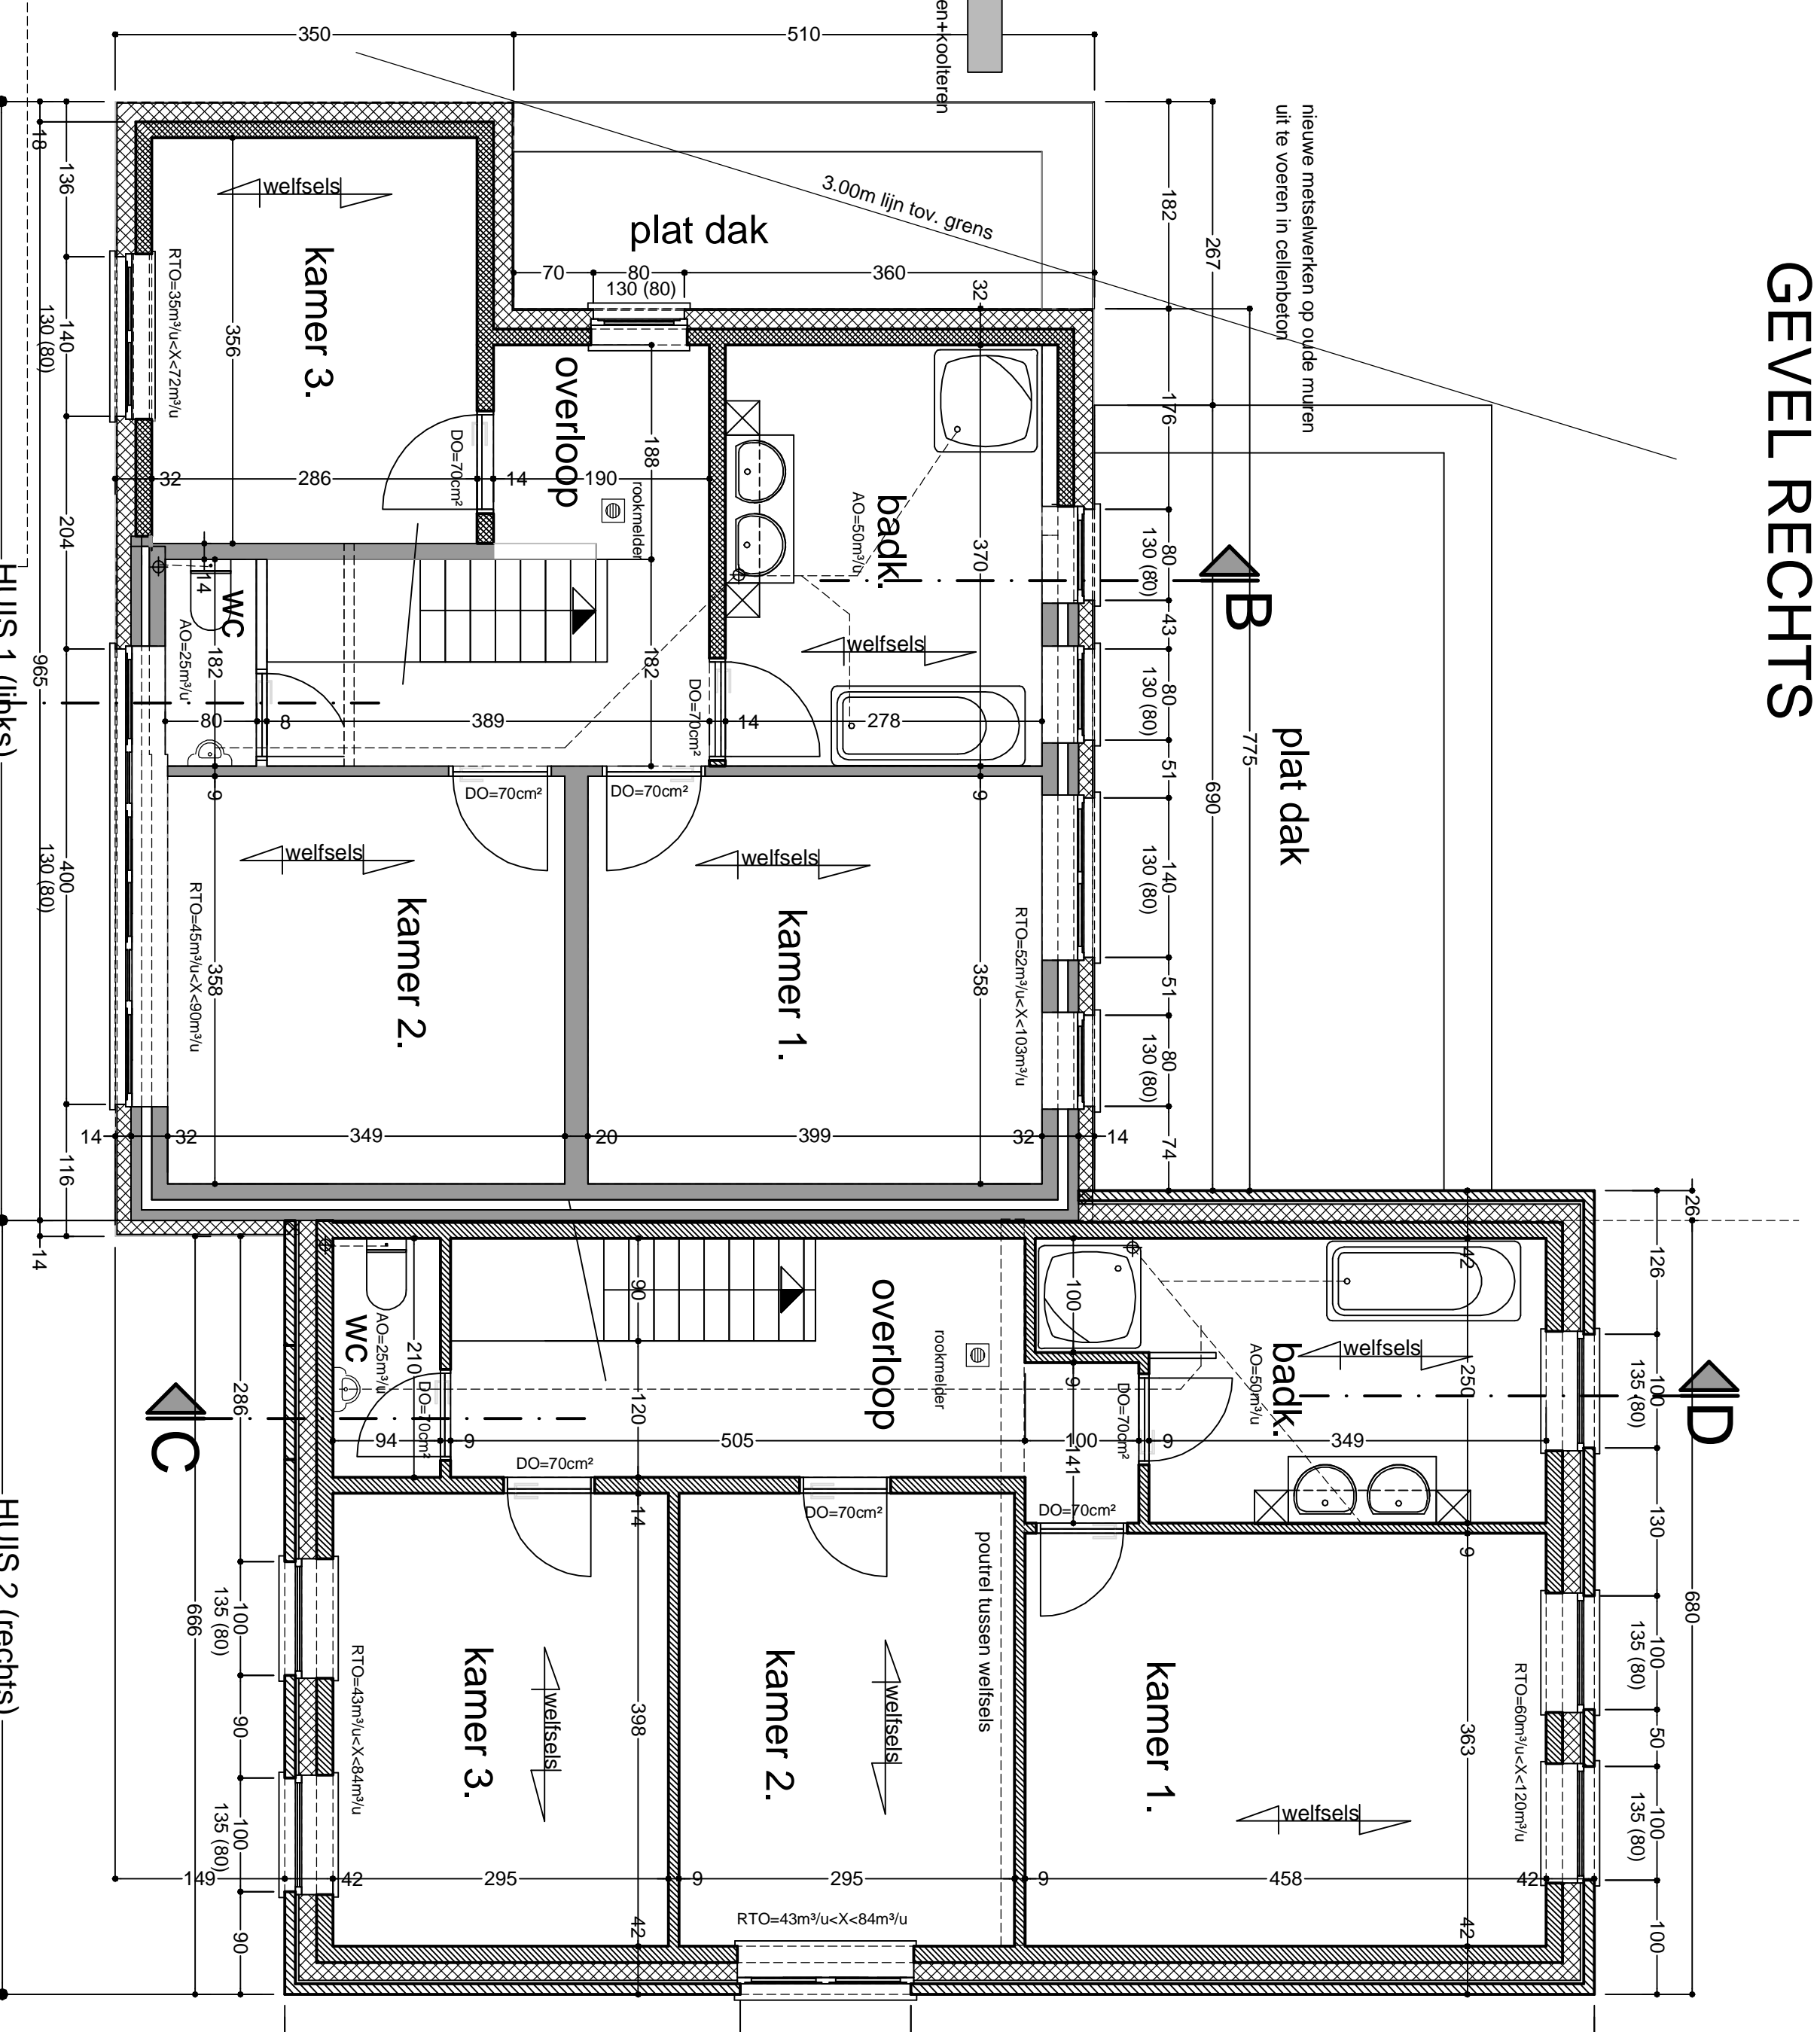 350
510
en+koolteren
GEVEL RECHTS
nieuwe metselwerken op oude muren
uit te voeren in cellenbeton
3.00m lijn tov. grens
plat dak
70
80
130 (80)
360
32
182
267
18
136
140
130 (80)
204
965
400
130 (80)
116
14
HUIS 1 (links)
welfsels
kamer 3.
RTO=35m³/u<X<72m³/u
356
32
286
14
190
DO=70cm²
overloop
188
rookmelder
badk.
AO=50m³/u
370
176
80
130 (80)
43
80
130 (80)
51
140
130 (80)
51
80
130 (80)
74
690
775
plat dak
B
14
wc
AO=25m³/u
182
182
80
8
389
DO=70cm²
14
278
welfsels
9
DO=70cm²
DO=70cm²
9
welfsels
welfsels
kamer 2.
RTO=45m³/u<X<90m³/u
358
kamer 1.
358
RTO=52m³/u<X<103m³/u
14
32
349
20
399
32
14
26
126
100
135 (80)
130
100
135 (80)
50
100
135 (80)
100
680
D
C
286
100
135 (80)
90
100
135 (80)
90
666
HUIS 2 (rechts)
wc
AO=25m³/u
210
DO=70cm²
90
120
overloop
rookmelder
100
9
141
DO=70cm²
badk.
AO=50m³/u
welfsels
42
250
94
9
505
100
9
349
DO=70cm²
DO=70cm²
DO=70cm²
14
9
kamer 3.
RTO=43m³/u<X<84m³/u
welfsels
398
kamer 2.
welfsels
poutrel tussen welfsels
kamer 1.
363
RTO=60m³/u<X<120m³/u
welfsels
149
42
295
9
295
9
458
42
42
RTO=43m³/u<X<84m³/u
42